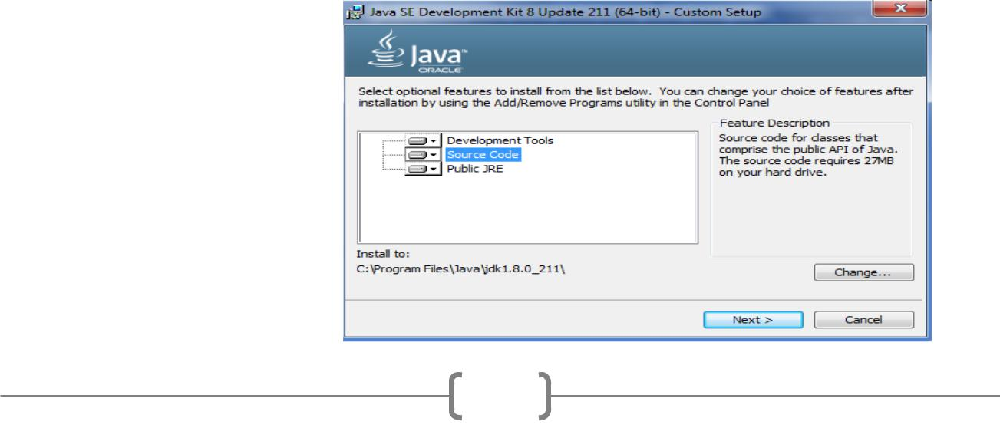 Java SE Development Kit 8 Update 211 (64-bit) - Custom Setup
Java™
ORACLE
Select optional features to install from the list below. You can change your choice of features after
installation by using the Add/Remove Programs utility in the Control Panel
Development Tools
Source Code
Public JRE
Feature Description
Source code for classes that
comprise the public API of Java.
The source code requires 27MB
on your hard drive.
Install to:
C:\Program Files\Java\jdk1.8.0_211\
Change...
Next >
Cancel